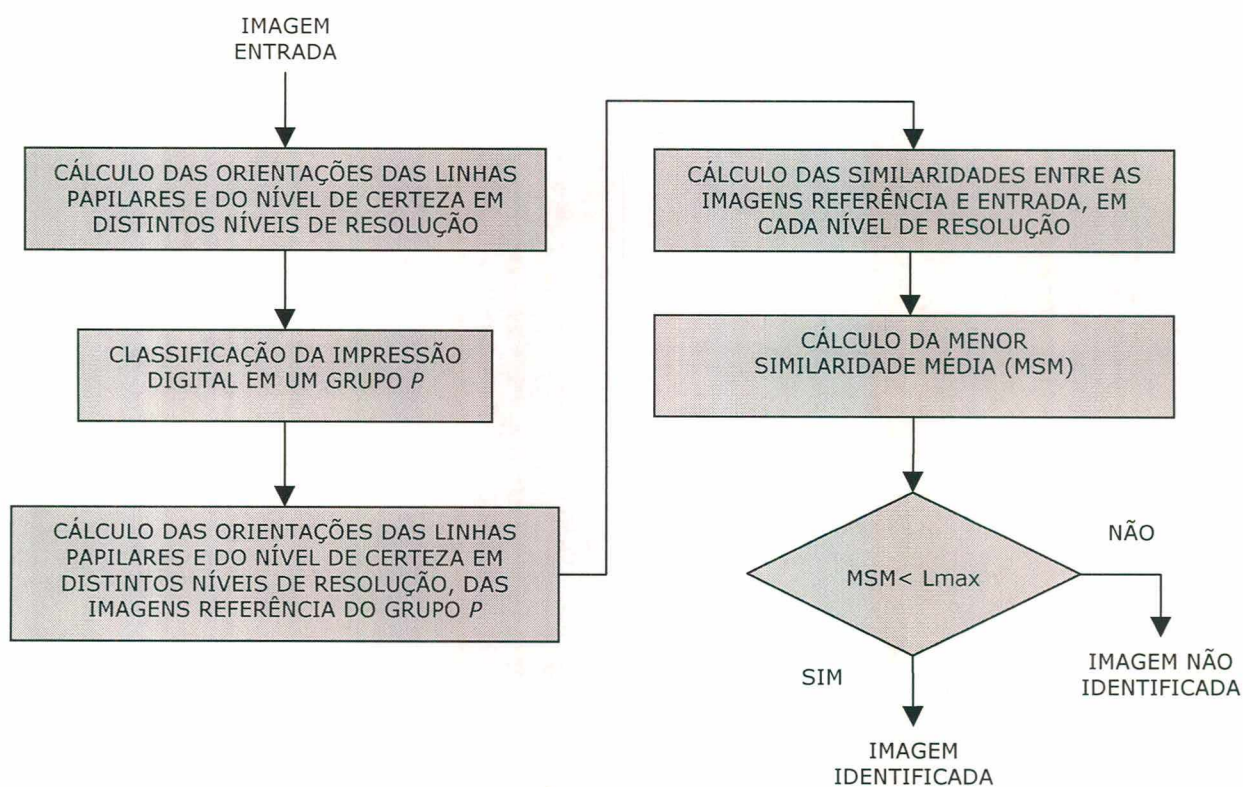 IMAGEM
ENTRADA
CÁLCULO DAS ORIENTAÇÕES DAS LINHAS
PAPILARES E DO NÍVEL DE CERTEZA EM
DISTINTOS NÍVEIS DE RESOLUÇÃO
CLASSIFICAÇÃO DA IMPRESSÃO
DIGITAL EM UM GRUPO P
CÁLCULO DAS ORIENTAÇÕES DAS LINHAS
PAPILARES E DO NÍVEL DE CERTEZA EM
DISTINTOS NÍVEIS DE RESOLUÇÃO, DAS
IMAGENS REFERÊNCIA DO GRUPO P
CÁLCULO DAS SIMILARIDADES ENTRE AS
IMAGENS REFERÊNCIA E ENTRADA, EM
CADA NÍVEL DE RESOLUÇÃO
CÁLCULO DA MENOR
SIMILARIDADE MÉDIA (MSM)
MSM< Lmax
NÃO
IMAGEM NÃO
IDENTIFICADA
SIM
IMAGEM
IDENTIFICADA